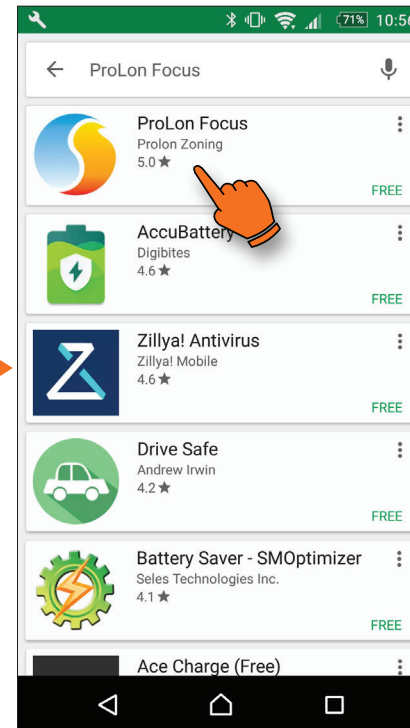 71% 10:56
ProLon Focus
ProLon Focus
Prolon Zoning
5.0★
FREE
AccuBattery
Digibites
4.6★
FREE
Zillya! Antivirus
Zillya! Mobile
4.6★
FREE
Drive Safe
Andrew Irwin
4.2★
FREE
Battery Saver - SMOptimizer
Seles Technologies Inc.
4.1★
FREE
Ace Charge (Free)